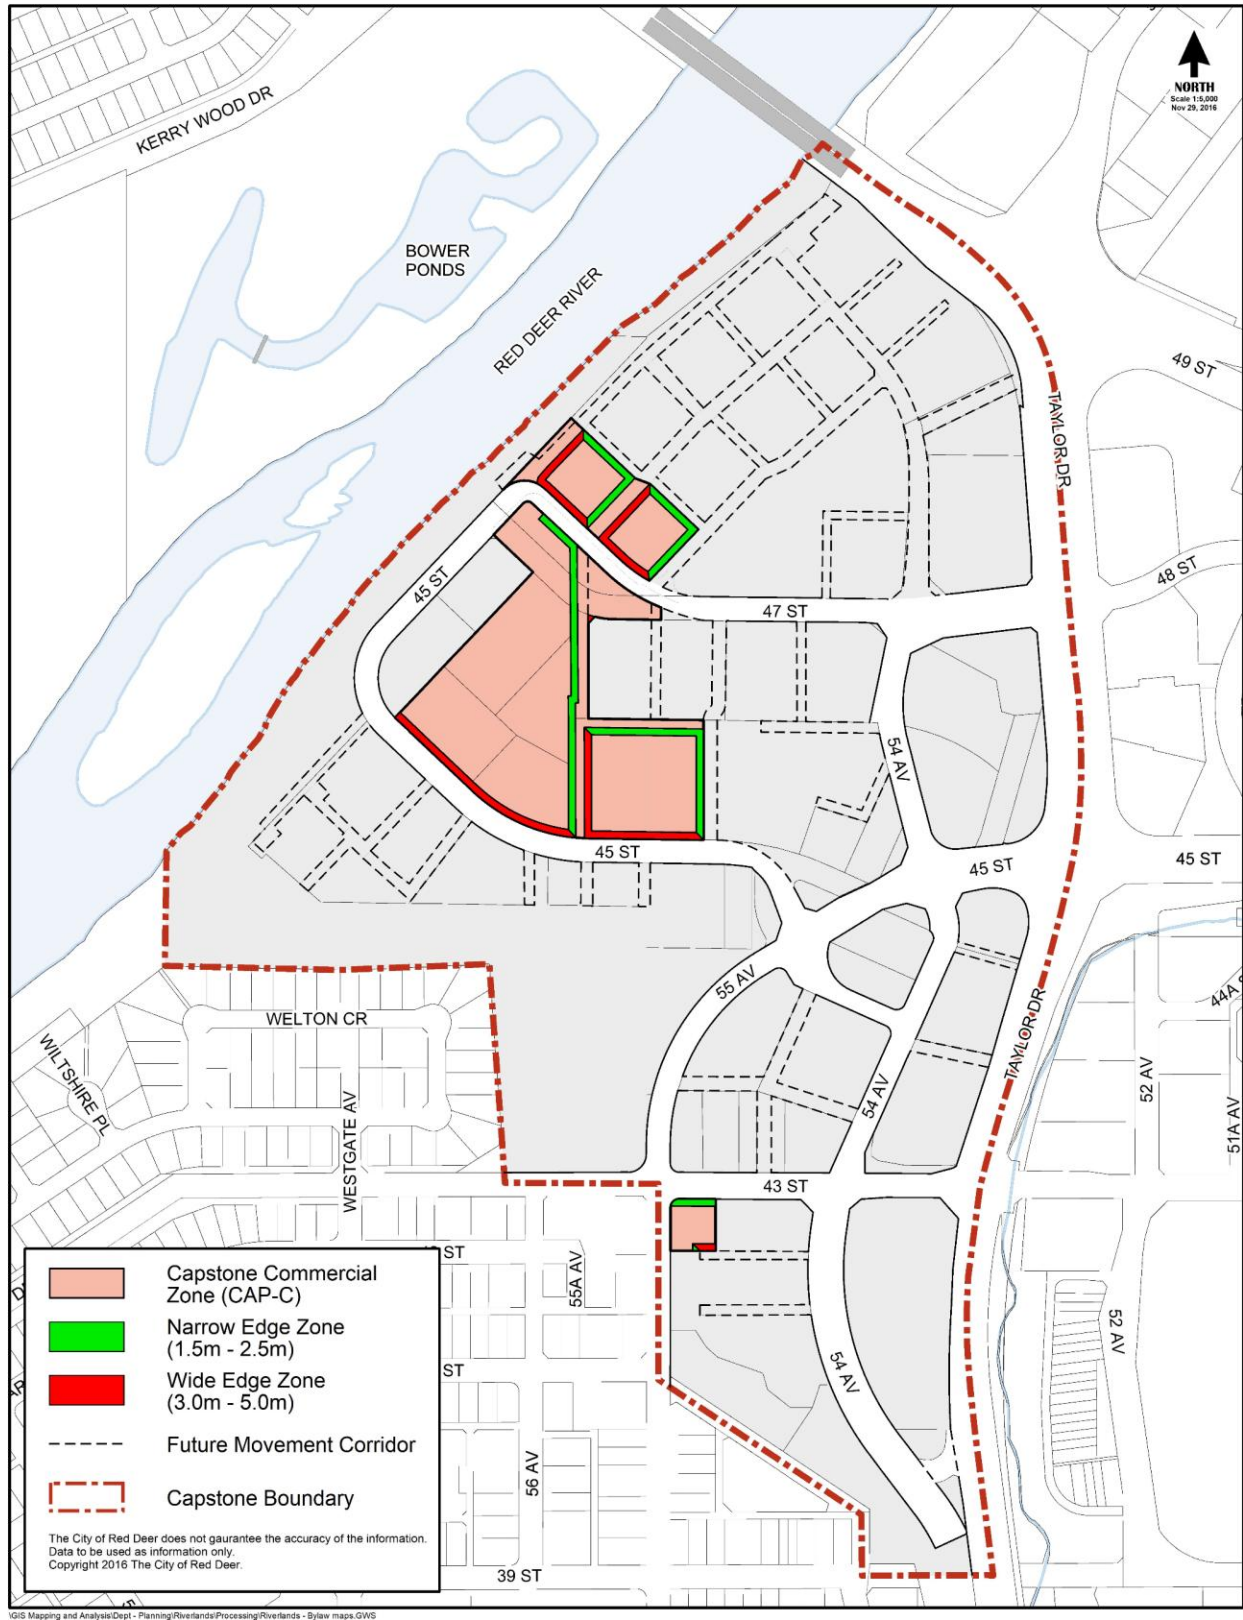 NORTH
Scale 1:5,000
Nov 29, 2016
KERRY WOOD DR
BOWER
PONDS
RED DEER RIVER
49 ST
TAYLOR DR
48 ST
45 ST
47 ST
54 AV
45 ST
45 ST
45 ST
55 AV
44A
WELTON CR
WILTSHIRE PL
TAYLOR DR
52 AV
54 AV
51A AV
WESTGATE AV
43 ST
ST
55A AV
52 AV
ST
54 AV
56 AV
39 ST
Capstone Commercial
Zone (CAP-C)
Narrow Edge Zone
(1.5m - 2.5m)
Wide Edge Zone
(3.0m - 5.0m)
Future Movement Corridor
Capstone Boundary
The City of Red Deer does not gaurantee the accuracy of the information.
Data to be used as information only.
Copyright 2016 The City of Red Deer.
\GIS Mapping and Analysis\Dept - Planning\Riverlands\Processing\Riverlands - Bylaw maps.GWS